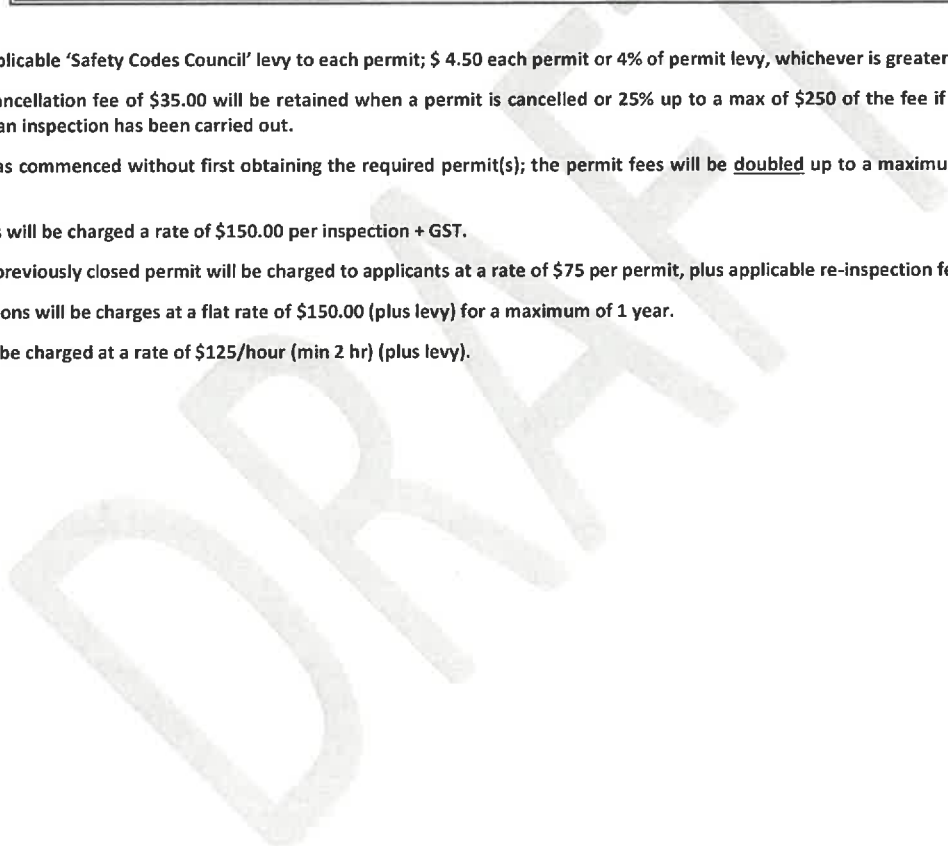 plicable ‘Safety Codes Council’ levy to each permit; $ 4.50 each permit or 4% of permit levy, whichever is greater
ancellation fee of $35.00 will be retained when a permit is cancelled or 25% up to a max of $250 of the fee if
an inspection has been carried out.
as commenced without first obtaining the required permit(s); the permit fees will be doubled up to a maximu
s will be charged a rate of $150.00 per inspection + GST.
previously closed permit will be charged to applicants at a rate of $75 per permit, plus applicable re-inspection fe
ons will be charges at a flat rate of $150.00 (plus levy) for a maximum of 1 year.
be charged at a rate of $125/hour (min 2 hr) (plus levy).
DRAFT